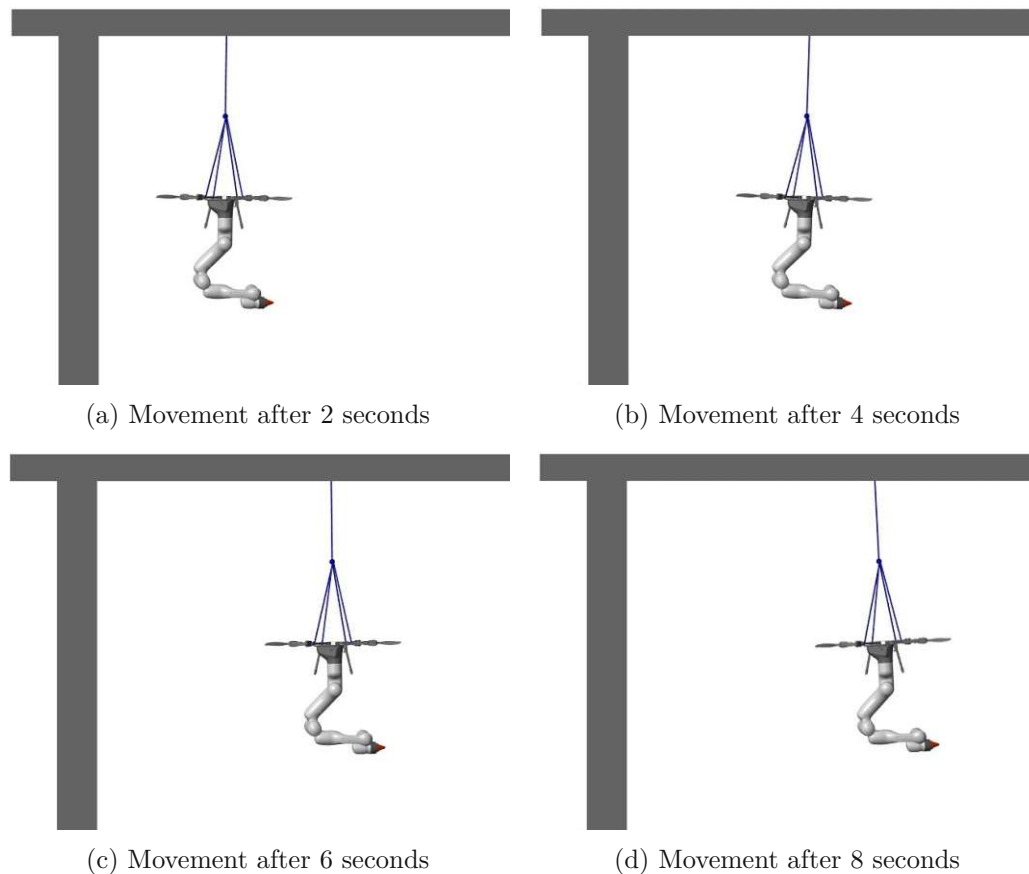 (a) Movement after 2 seconds
(b) Movement after 4 seconds
(c) Movement after 6 seconds
(d) Movement after 8 seconds